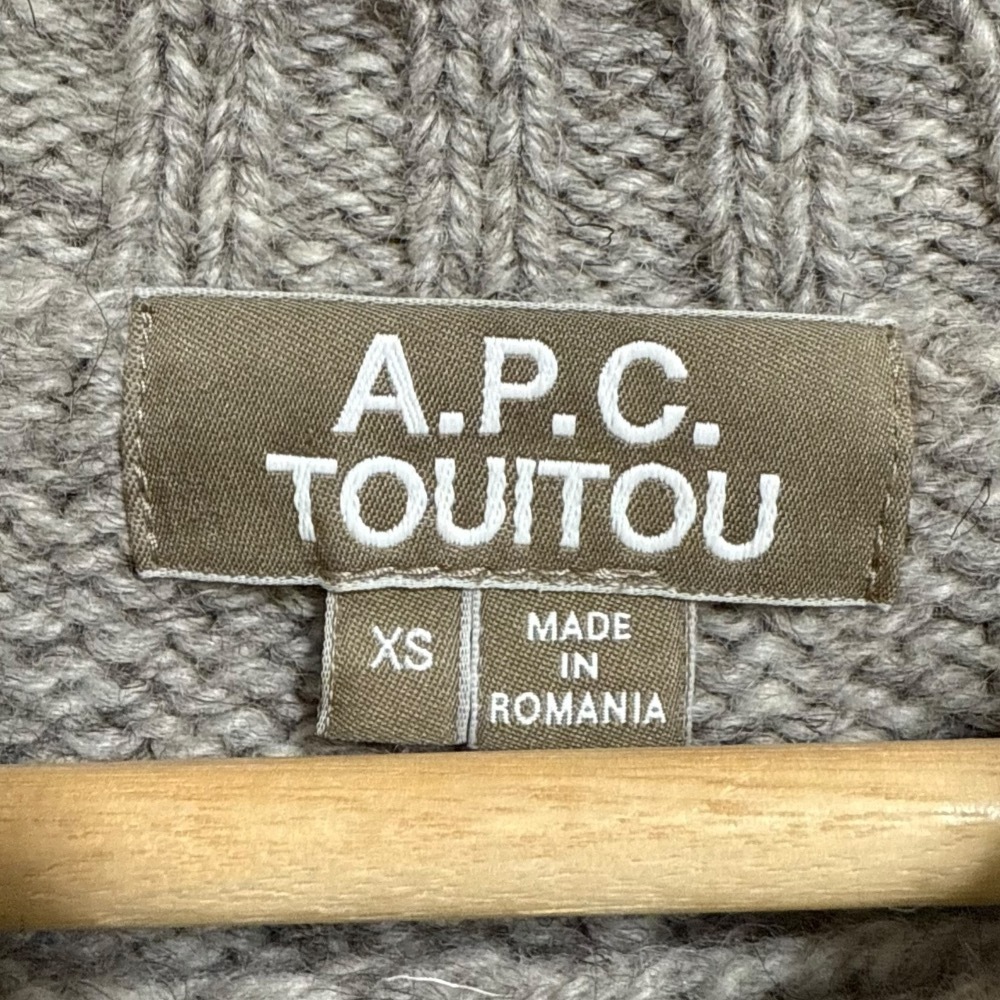 A.P.C.
TOUITOU
XS
MADE
IN
ROMANIA